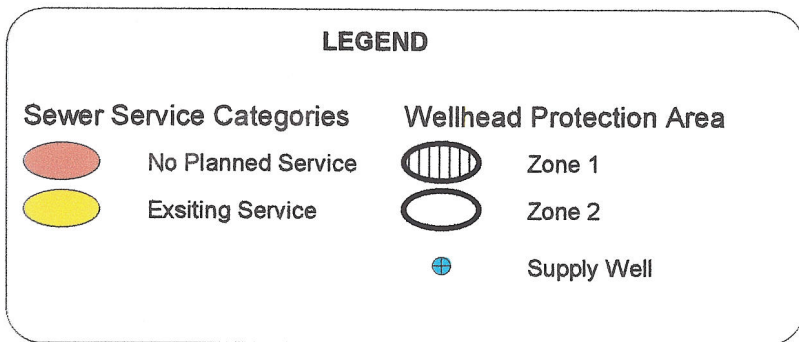 LEGEND
Sewer Service Categories
No Planned Service
Exsiting Service
Wellhead Protection Area
Zone 1
Zone 2
Supply Well